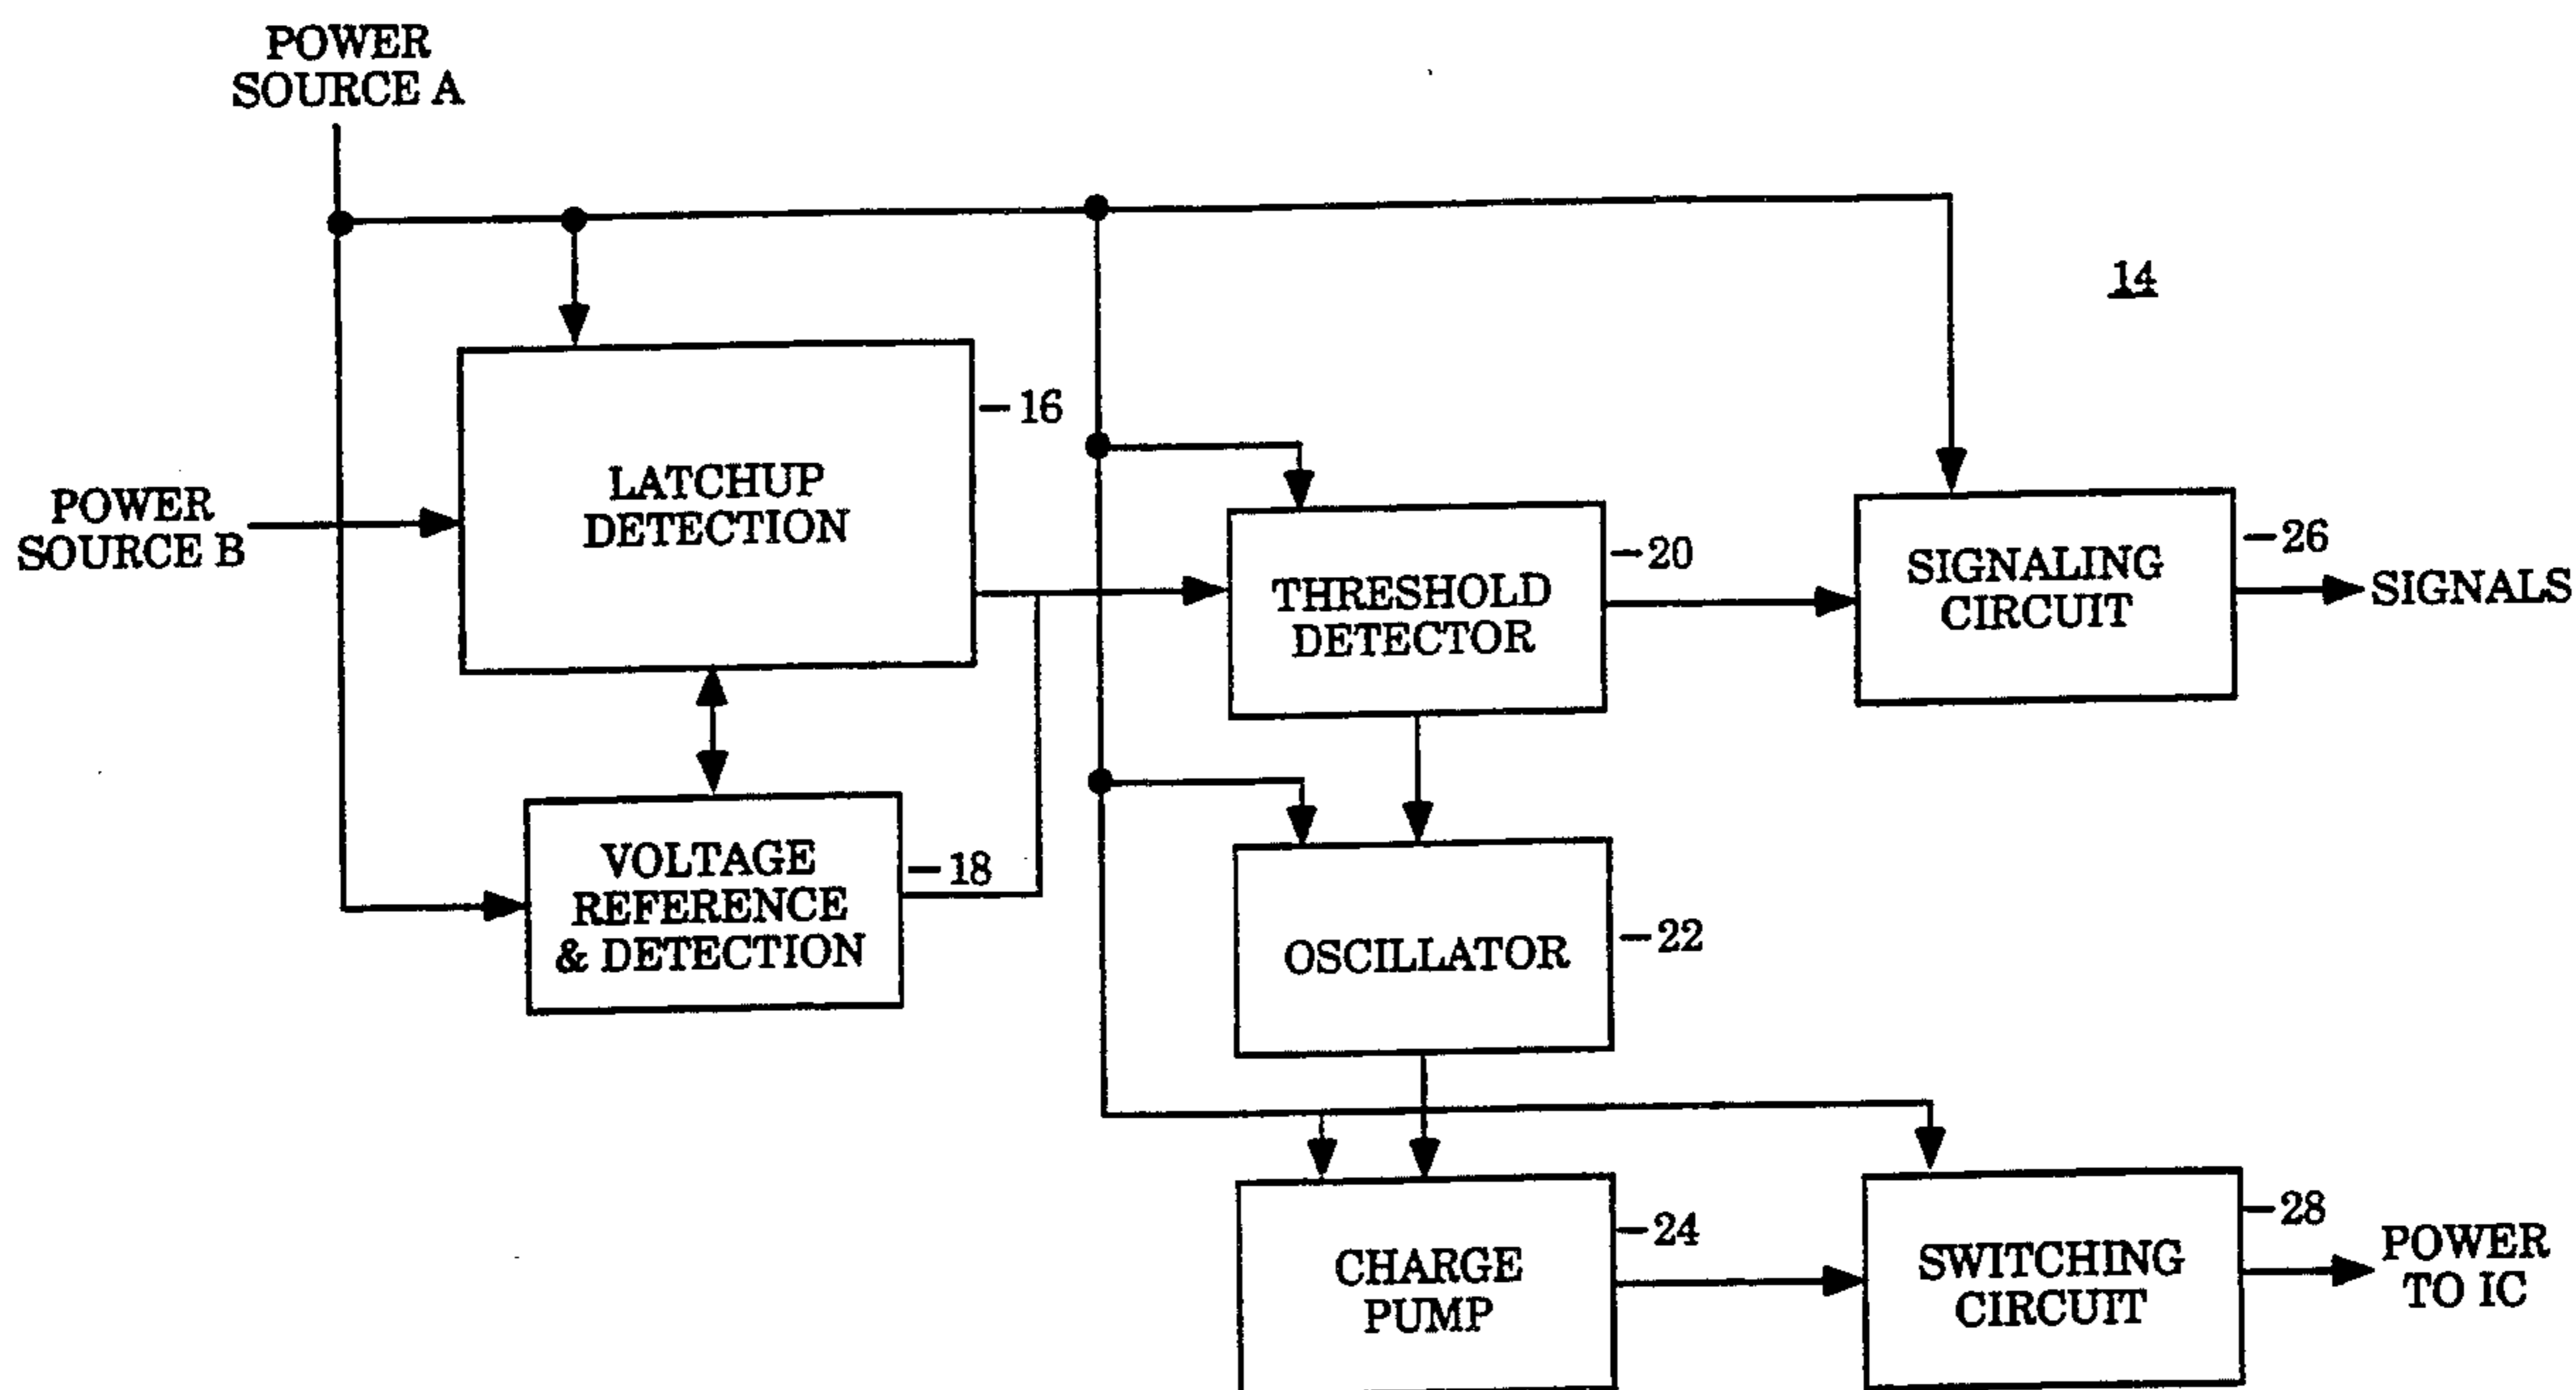 POWER
SOURCE A
14
16
LATCHUP
DETECTION
POWER
SOURCE B
20
THRESHOLD
DETECTOR
26
SIGNALING
CIRCUIT
SIGNALS
18
VOLTAGE
REFERENCE
& DETECTION
22
OSCILLATOR
24
CHARGE
PUMP
28
SWITCHING
CIRCUIT
POWER
TO IC